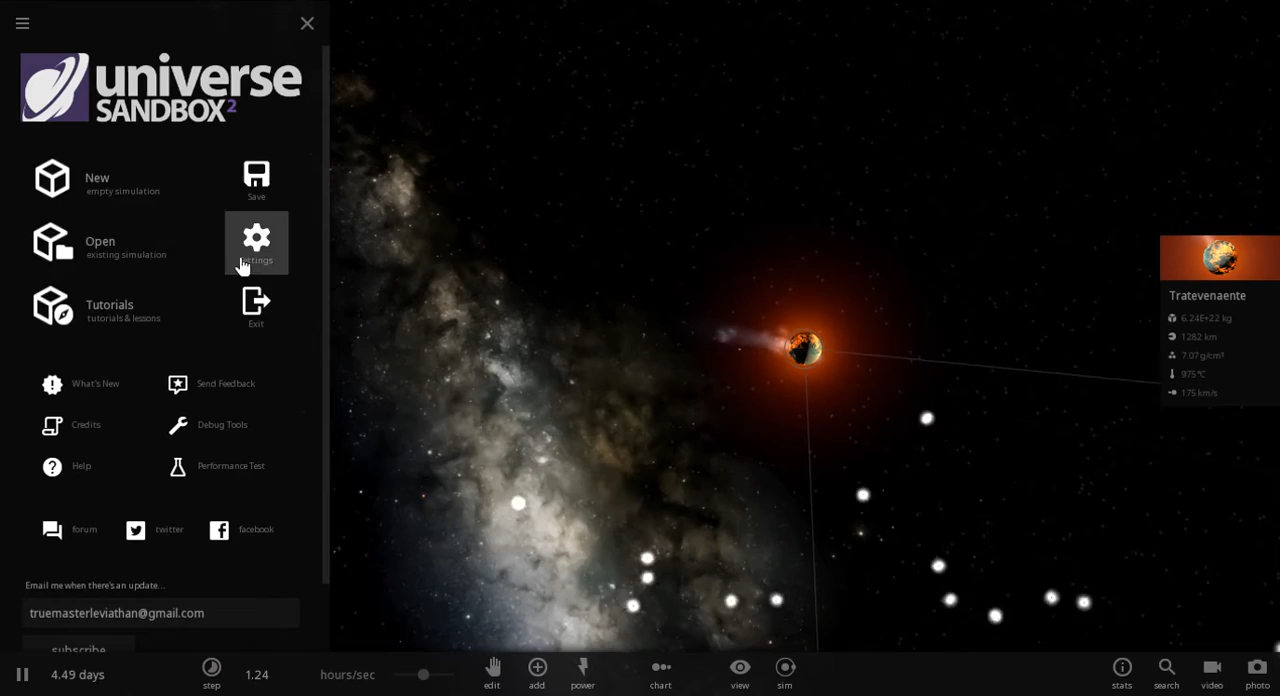 universe
SANDBOX2
New
empty simulation
Save
Open
existing simulation
Tutorials
tutorials & lessons
Exit
What's New
Send Feedback
Credits
Debug Tools
Help
Performance Test
forum
twitter
facebook
Email me when there's an update...
truemasterleviathan@gmail.com
subscribe
Tratevenaente
6.24E+22 kg
1282 km
7.07 g/cm³
975 °C
175 km/s
4.49 days
step
1.24
hours/sec
edit
add
power
chart
view
sim
stats
search
video
photo